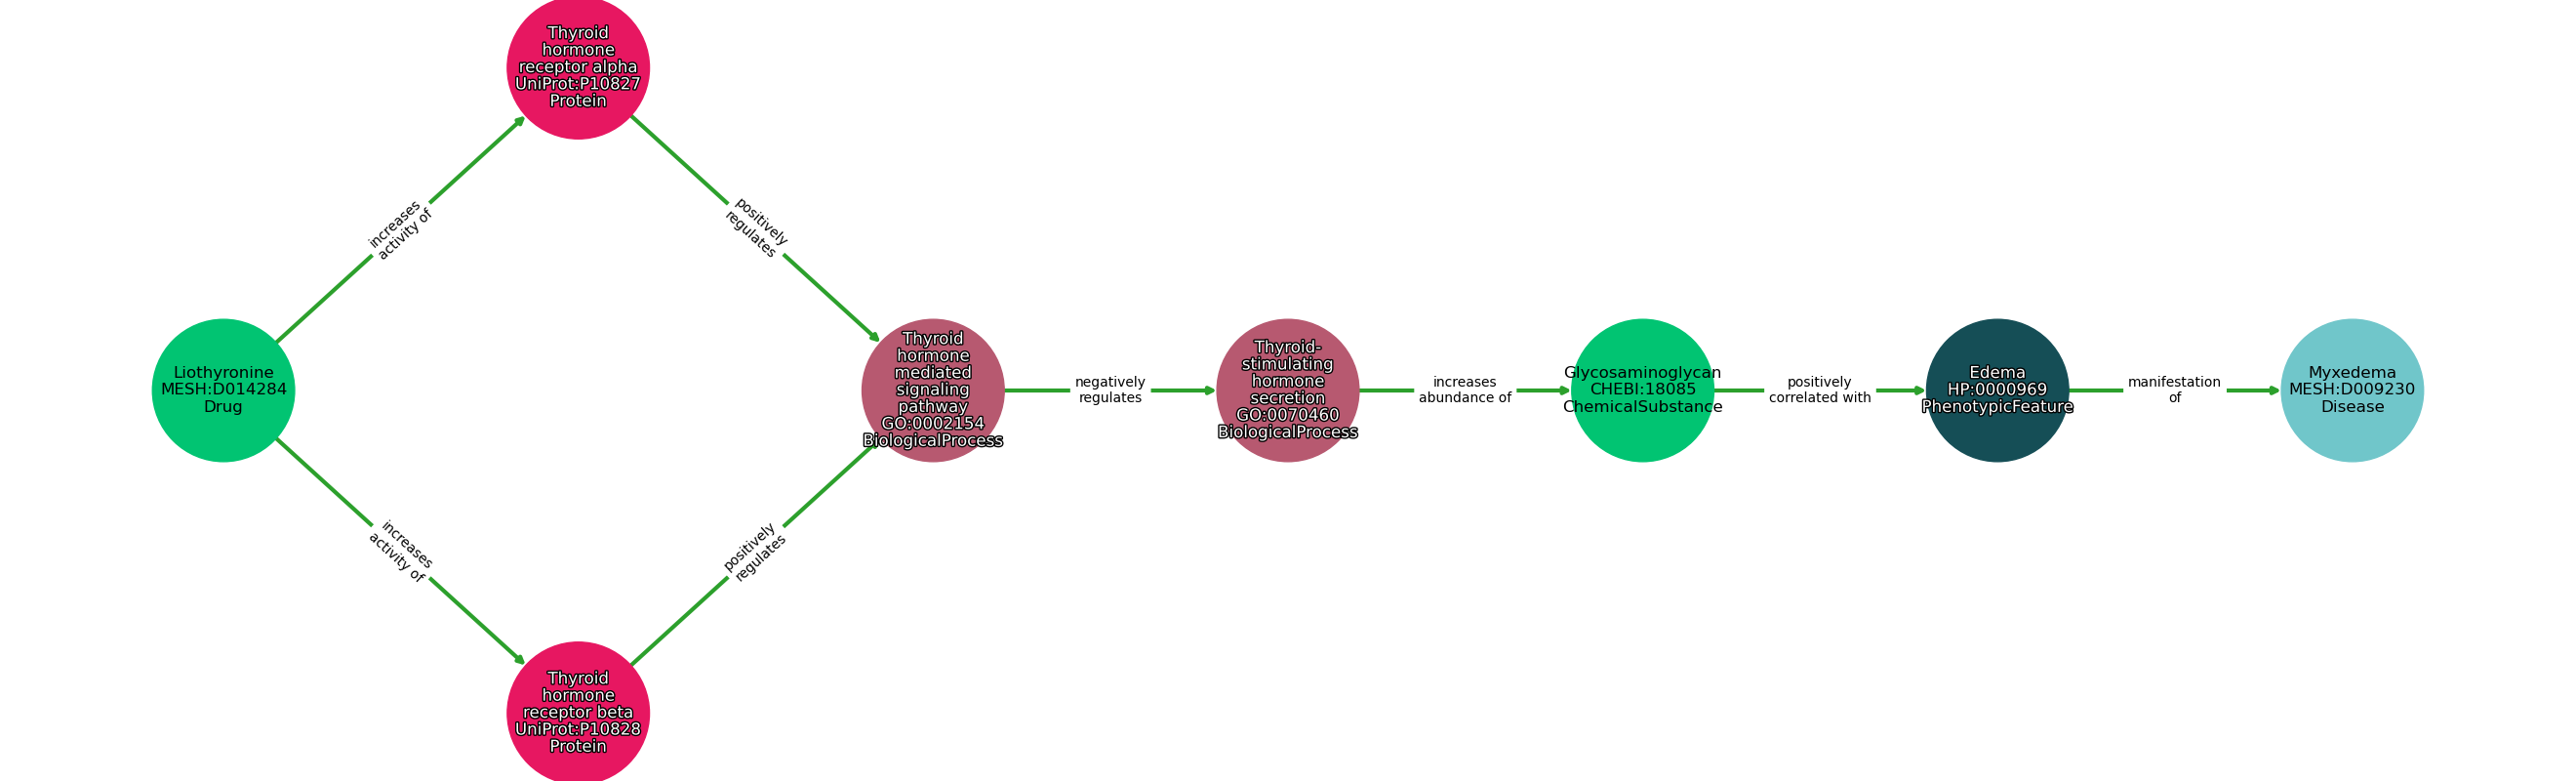 Thyroid
hormone
receptor alpha
UniProt:P10827
Protein
increases
activity of
positively
regulates
Liothyronine
MESH:D014284
Drug
Thyroid
hormone
mediated
signaling
pathway
GO:0002154
BiologicalProcess
negatively
regulates
Thyroid-
stimulating
hormone
secretion
GO:0070460
BiologicalProcess
increases
abundance of
Glycosaminoglycan
CHEBI:18085
ChemicalSubstance
positively
correlated with
Edema
HP:0000969
PhenotypicFeature
manifestation
of
Myxedema
MESH:D009230
Disease
increases
activity of
positively
regulates
Thyroid
hormone
receptor beta
UniProt:P10828
Protein